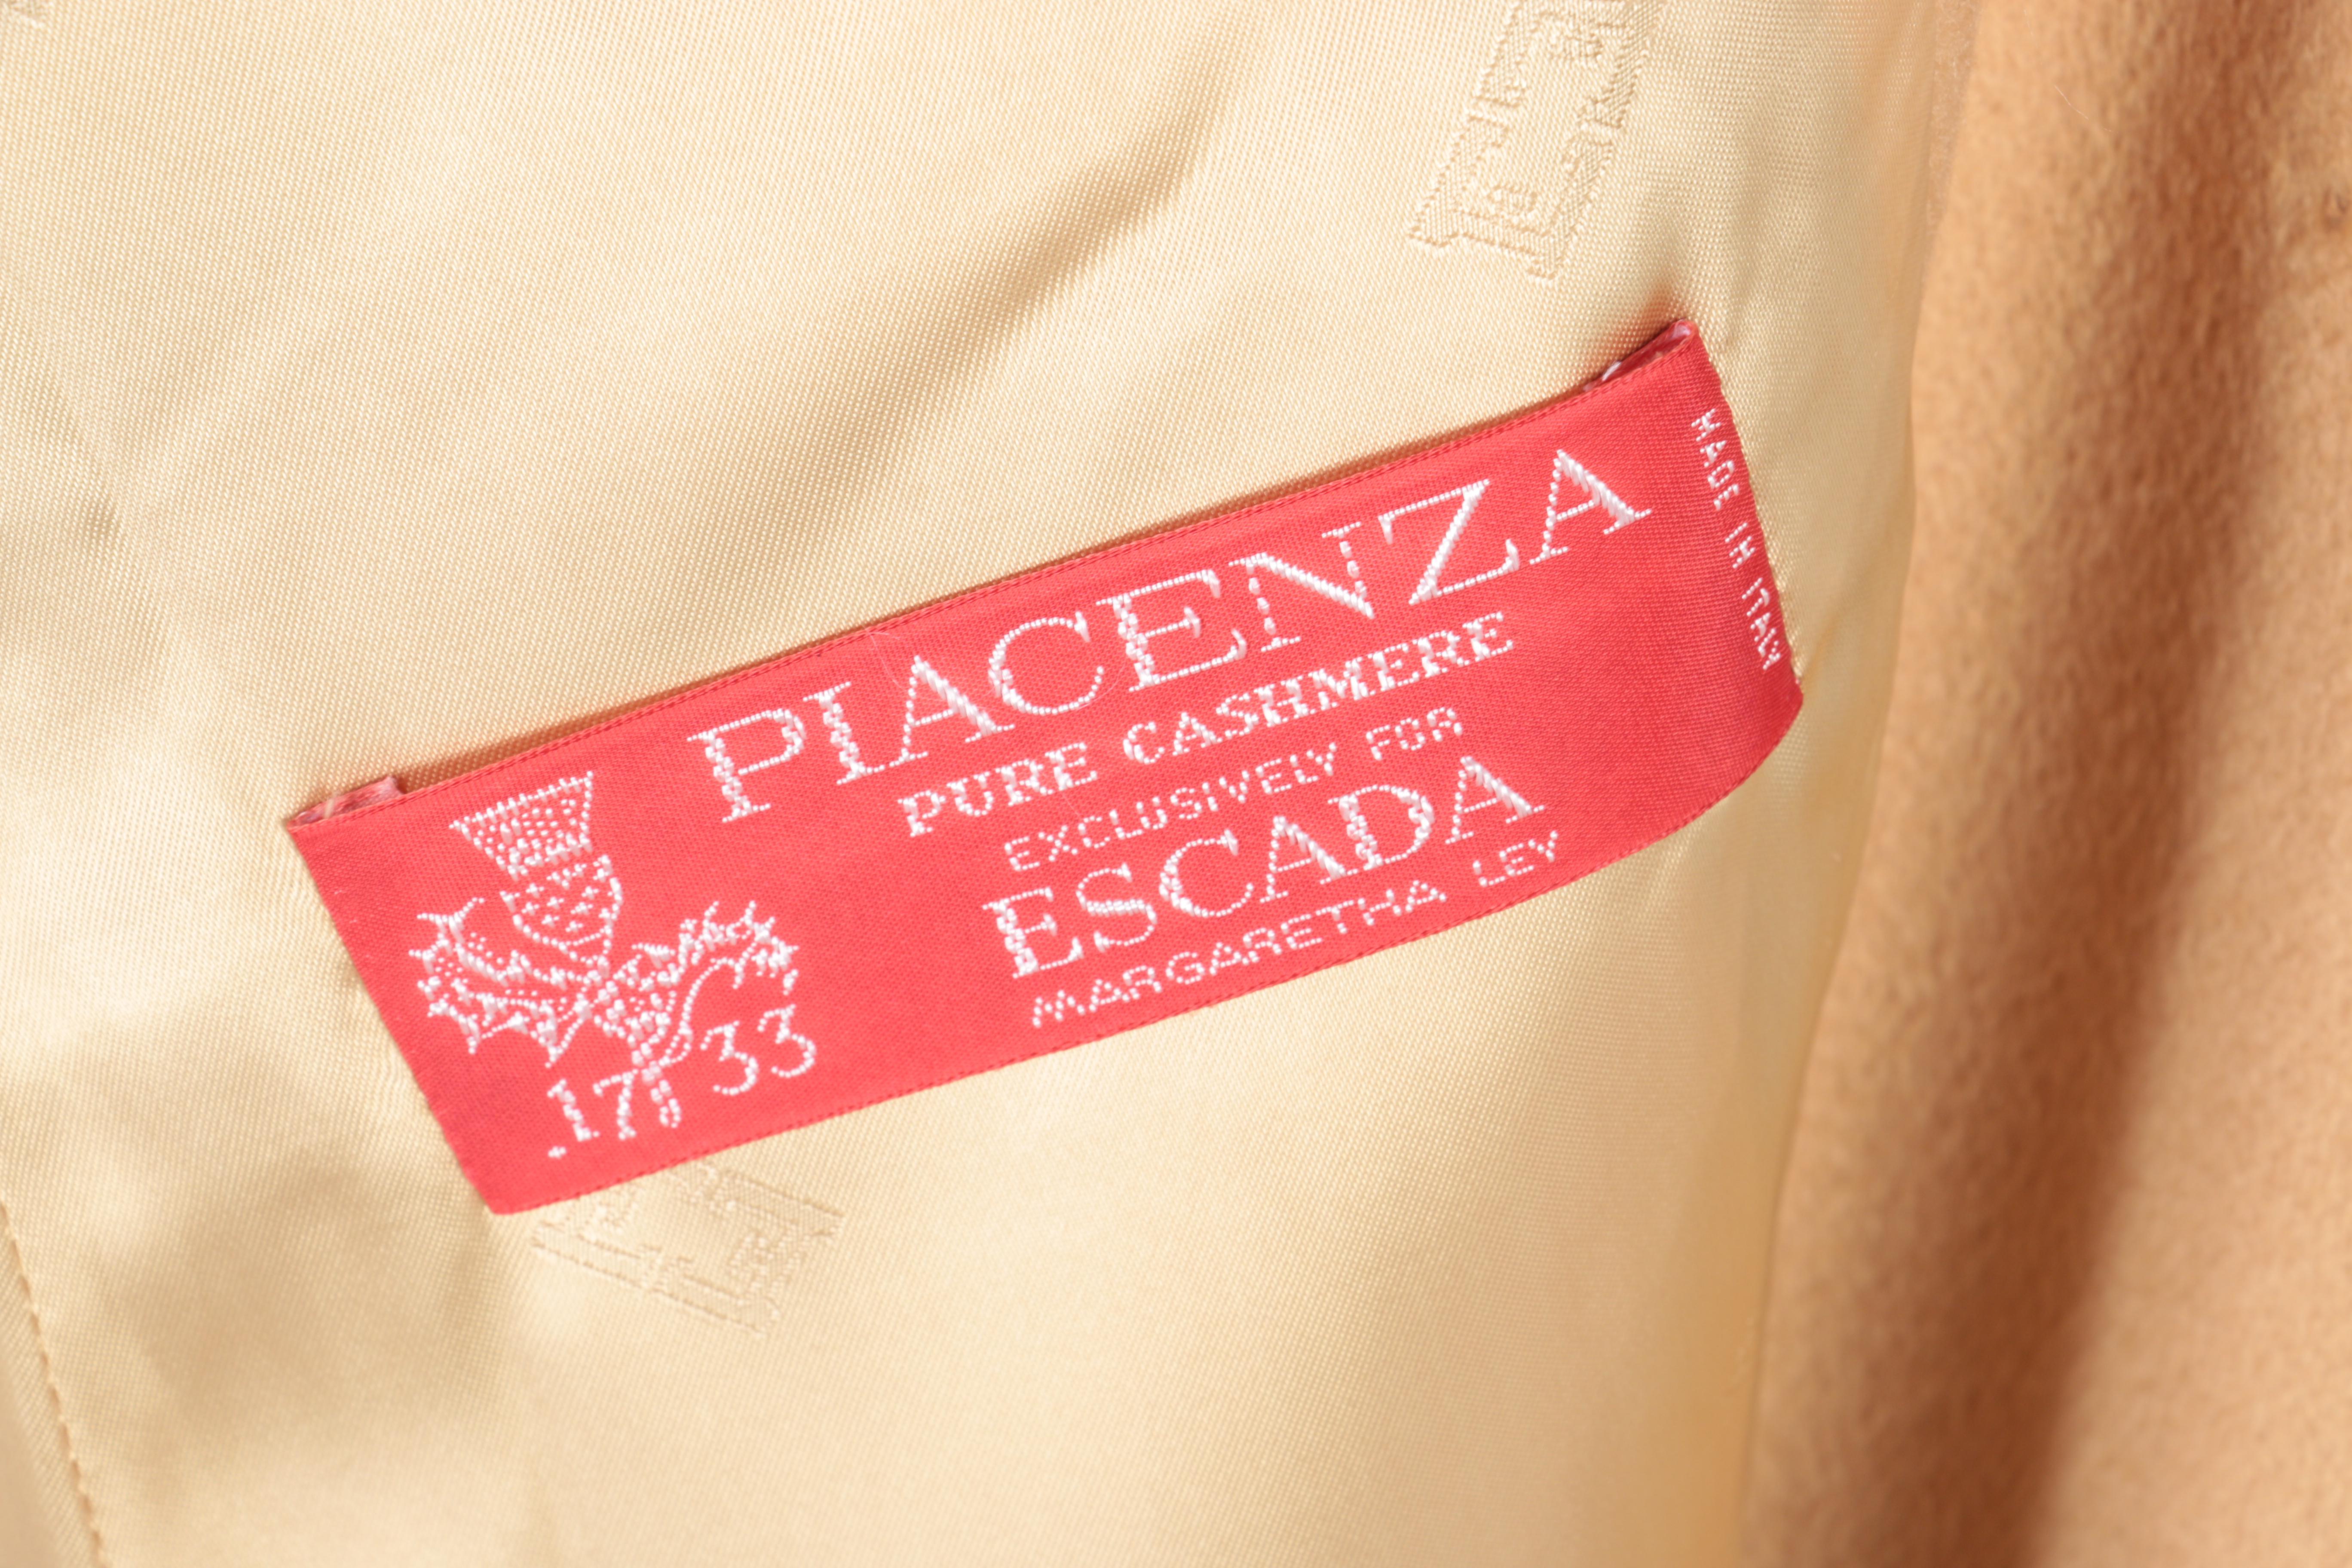 PIACENZA
PURE CASHMERE
EXCLUSIVELY FOR
ESCADA
MARGARETHA LEY
1733
MADE IN ITALY